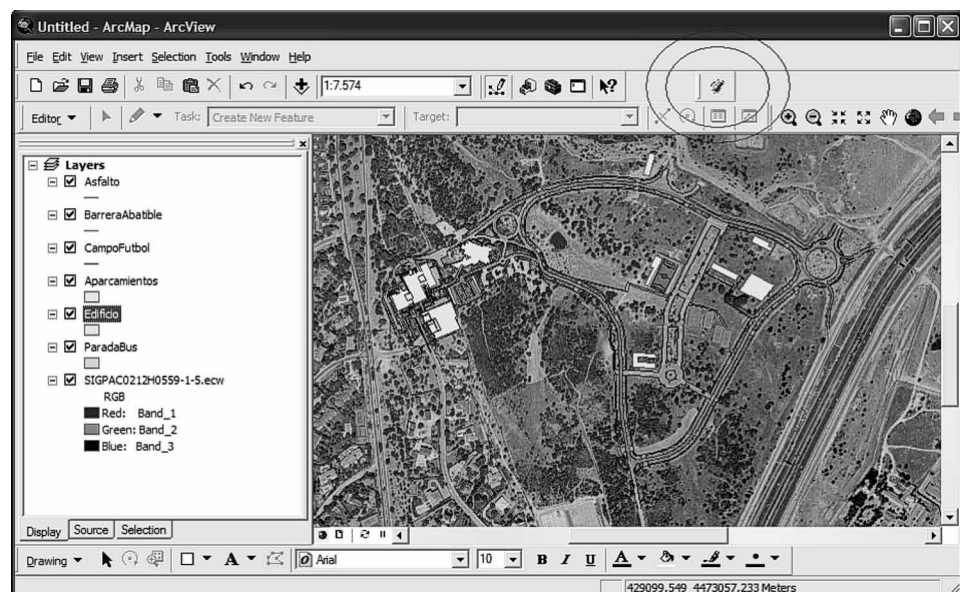 Untitled - ArcMap - ArcView
File Edit View Insert Selection Tools Window Help
1:7.574
Editor Task: Create New Feature Target:
Layers
Asfalto
BarreraAbatible
CampoFutbol
Aparcamientos
Edificio
ParadaBus
SIGPAC0212H0559-1-5.ecw
RGB
Red: Band_1
Green: Band_2
Blue: Band_3
Display Source Selection
Drawing A Arial 10 B I U A
429099,549 4473057,233 Meters